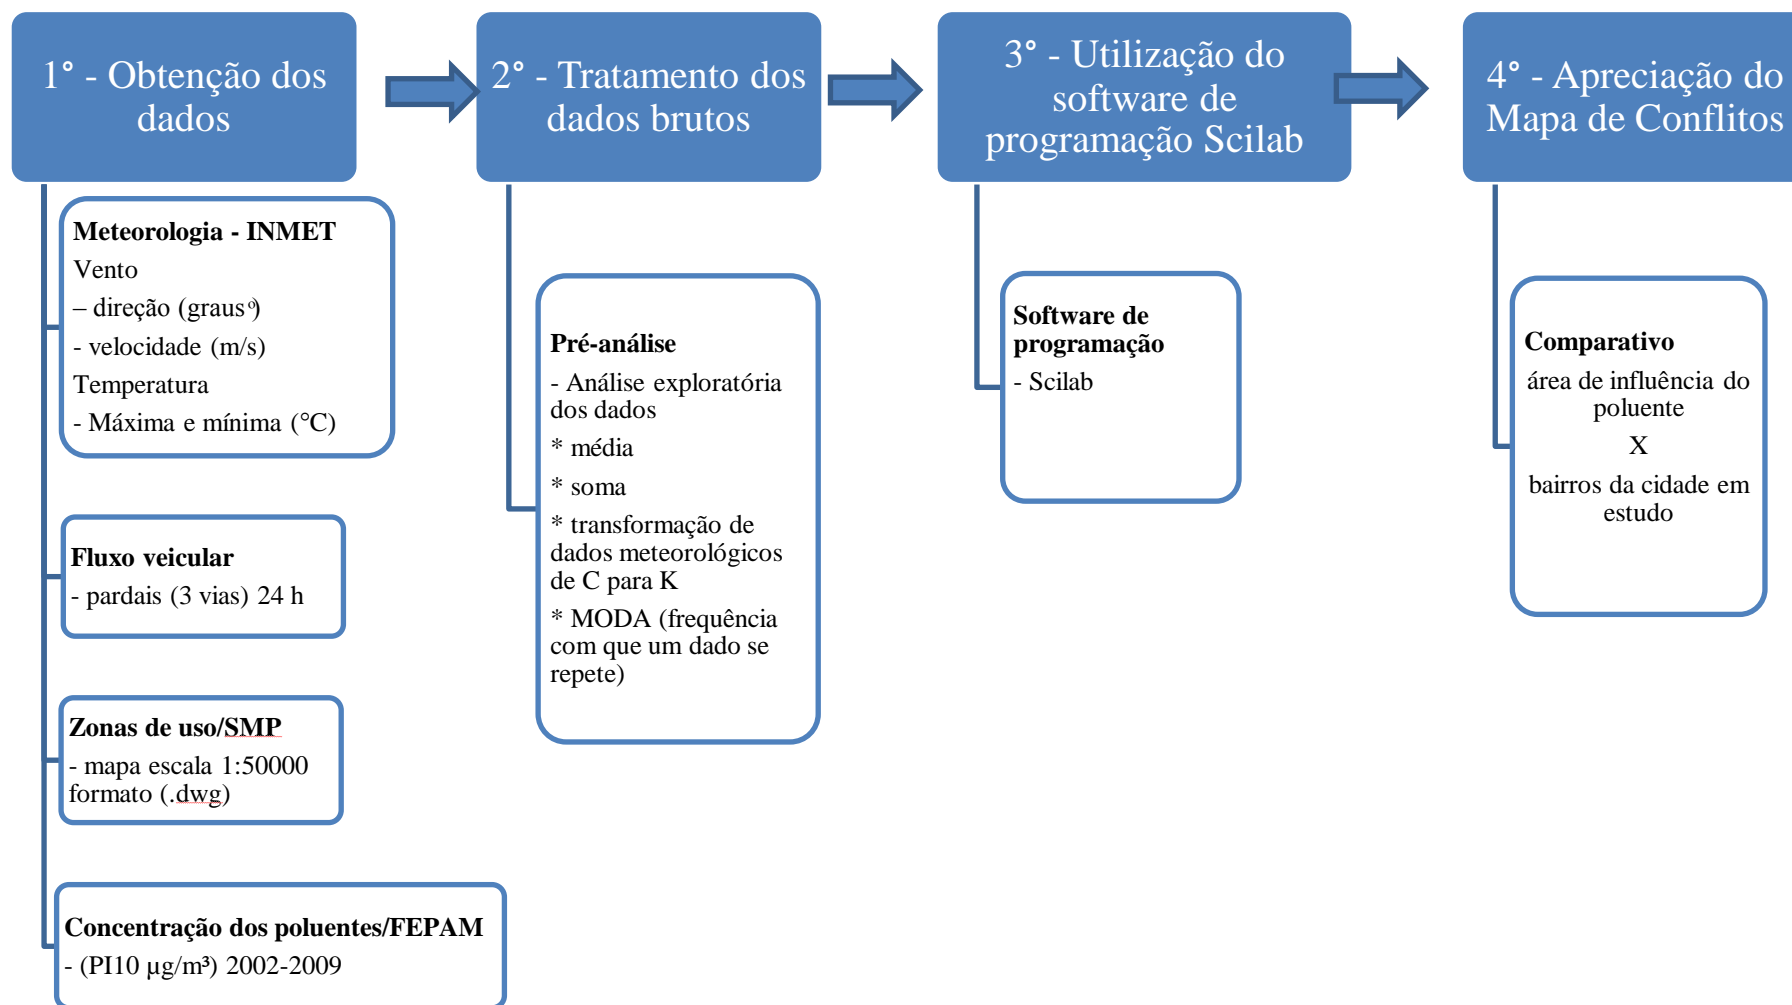 1° - Obtenção dos
dados
Meteorologia - INMET
Vento
– direção (grausº)
- velocidade (m/s)
Temperatura
- Máxima e mínima (°C)
Fluxo veicular
- pardais (3 vias) 24 h
Zonas de uso/SMP
- mapa escala 1:50000
formato (.dwg)
Concentração dos poluentes/FEPAM
- (PI10 µg/m³) 2002-2009
2° - Tratamento dos
dados brutos
Pré-análise
- Análise exploratória
dos dados
* média
* soma
* transformação de
dados meteorológicos
de C para K
* MODA (frequência
com que um dado se
repete)
3° - Utilização do
software de
programação Scilab
Software de
programação
- Scilab
4° - Apreciação do
Mapa de Conflitos
Comparativo
área de influência do
poluente
X
bairros da cidade em
estudo